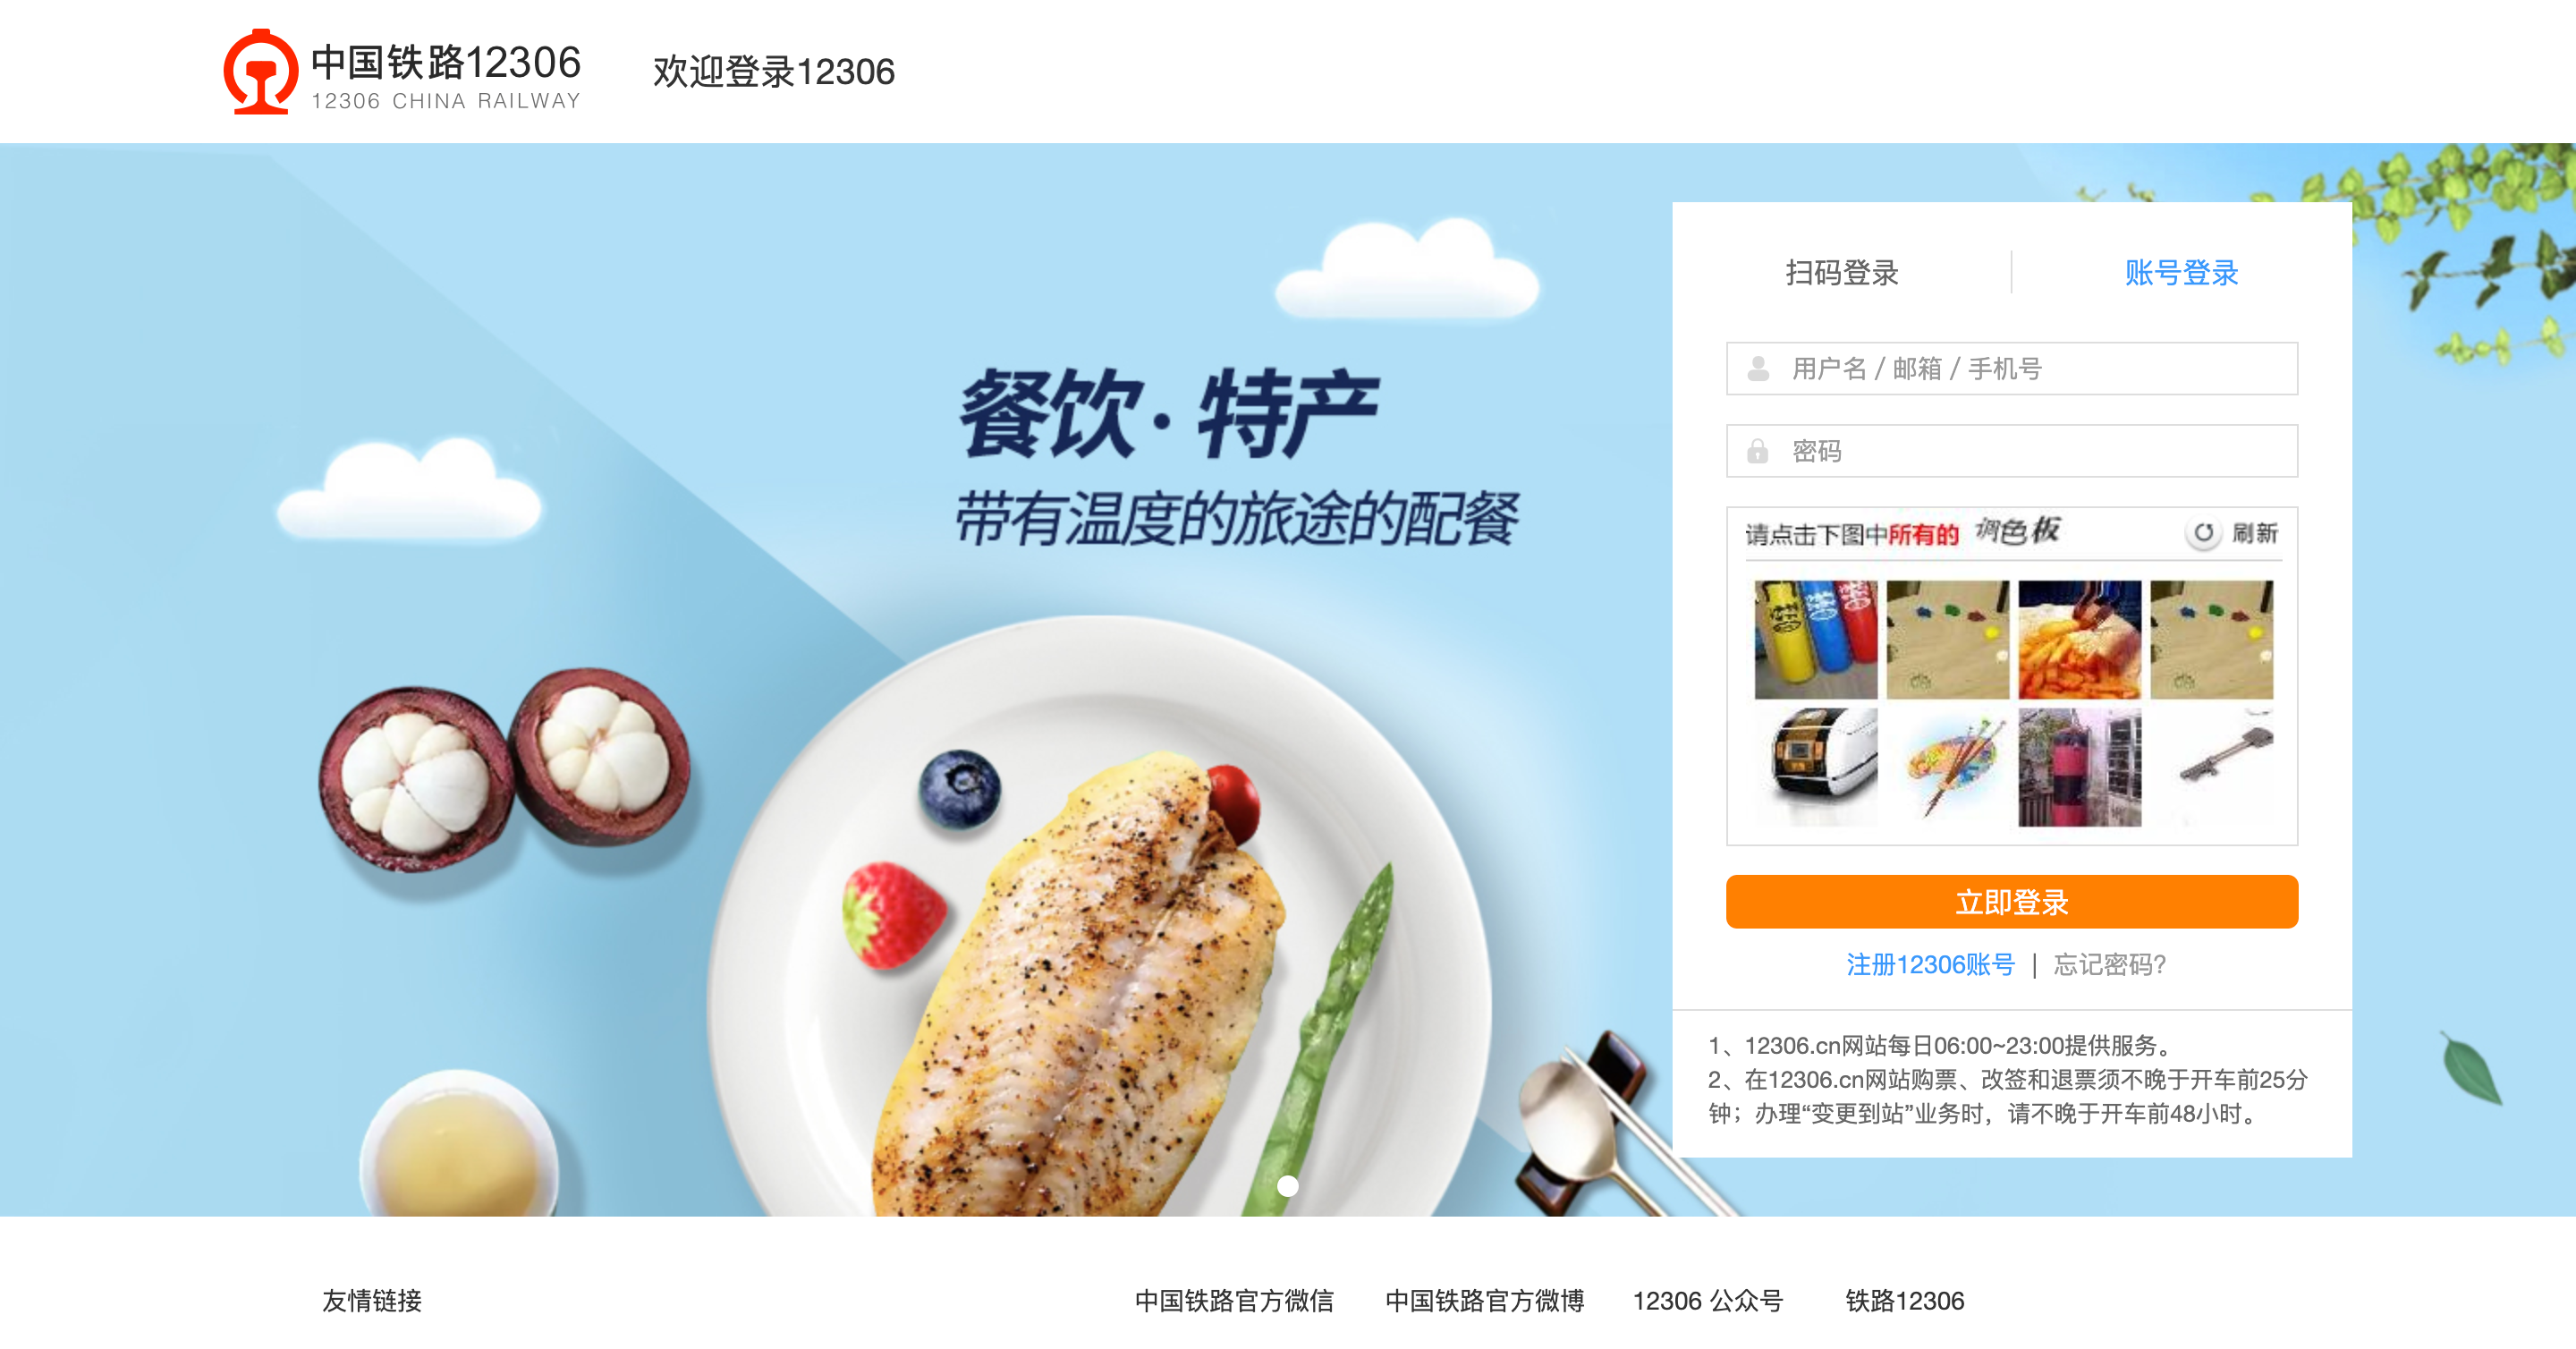 中国铁路12306
12306 CHINA RAILWAY
欢迎登录12306
餐饮·特产
带有温度的旅途的配餐
扫码登录
账号登录
用户名 / 邮箱 / 手机号
密码
请点击下图中所有的 调色板
刷新
立即登录
注册12306账号 | 忘记密码?
1、12306.cn网站每日06:00~23:00提供服务。
2、在12306.cn网站购票、改签和退票须不晚于开车前25分
钟；办理“变更到站”业务时，请不晚于开车前48小时。
友情链接
中国铁路官方微信
中国铁路官方微博
12306 公众号
铁路12306